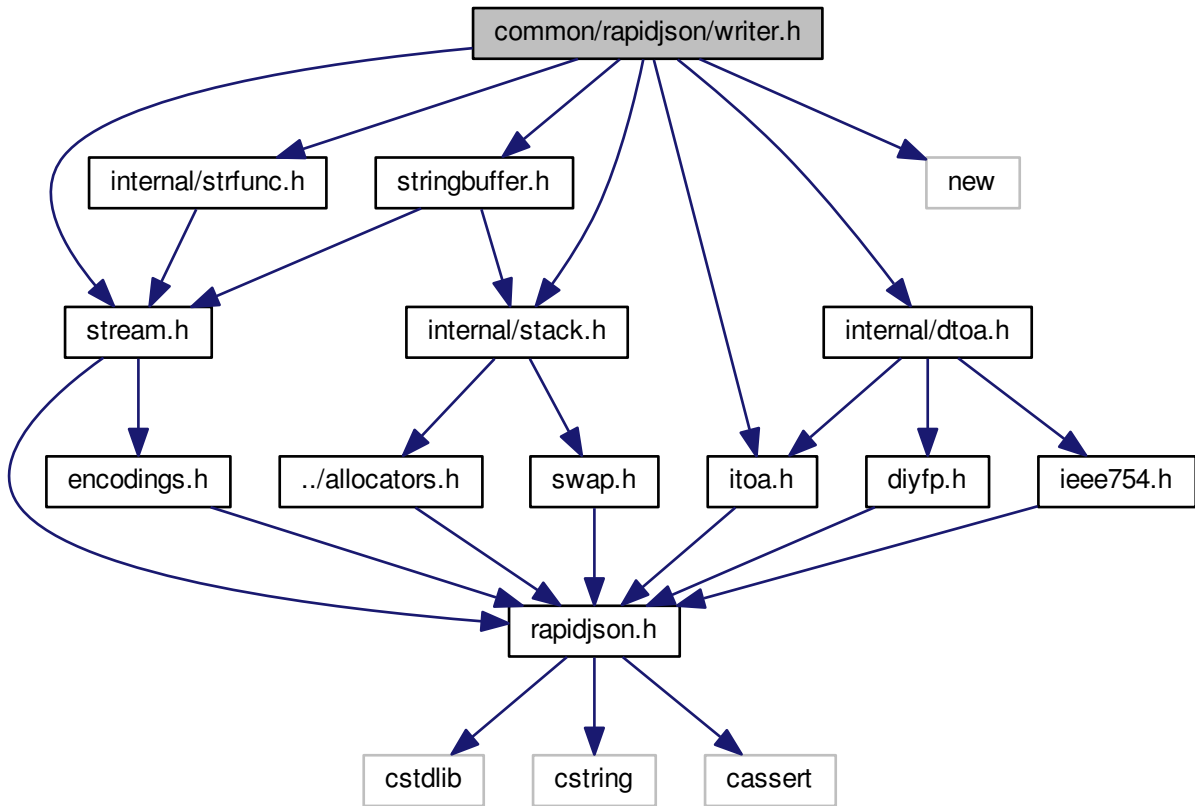 common/rapidjson/writer.h
internal/strfunc.h
stringbuffer.h
new
stream.h
internal/stack.h
internal/dtoa.h
encodings.h
../allocators.h
swap.h
itoa.h
diyfp.h
ieee754.h
rapidjson.h
cstdlib
cstring
cassert